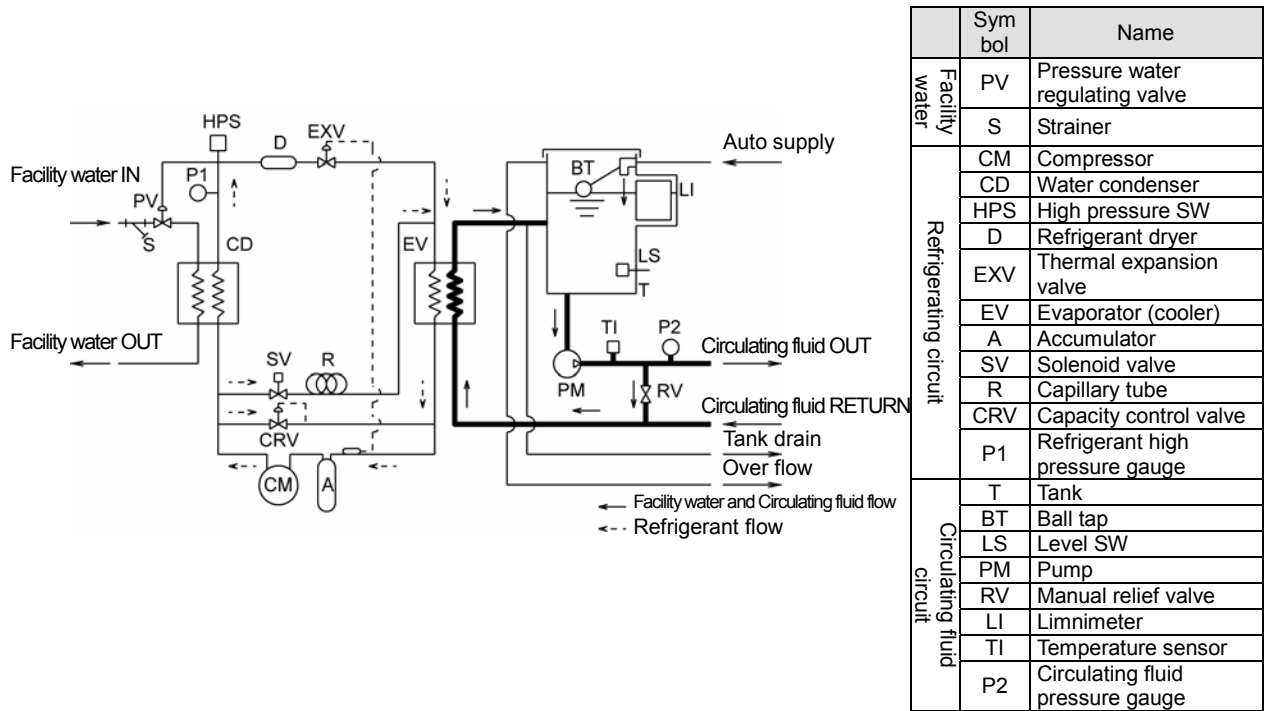 HPS
D
EXV
P1
Facility water IN
PV
S
CD
EV
Facility water OUT
SV
R
CRV
CM
A
Auto supply
BT
LI
LS
T
TI
P2
Circulating fluid OUT
PM
RV
Circulating fluid RETURN
Tank drain
Over flow
Facility water and Circulating fluid flow
Refrigerant flow
Sym
bol
Name
Facility
water
PV
Pressure water
regulating valve
S
Strainer
Refrigerating circuit
CM
Compressor
CD
Water condenser
HPS
High pressure SW
D
Refrigerant dryer
EXV
Thermal expansion
valve
EV
Evaporator (cooler)
A
Accumulator
SV
Solenoid valve
R
Capillary tube
CRV
Capacity control valve
P1
Refrigerant high
pressure gauge
Circulating fluid
circuit
T
Tank
BT
Ball tap
LS
Level SW
PM
Pump
RV
Manual relief valve
LI
Limnimeter
TI
Temperature sensor
P2
Circulating fluid
pressure gauge